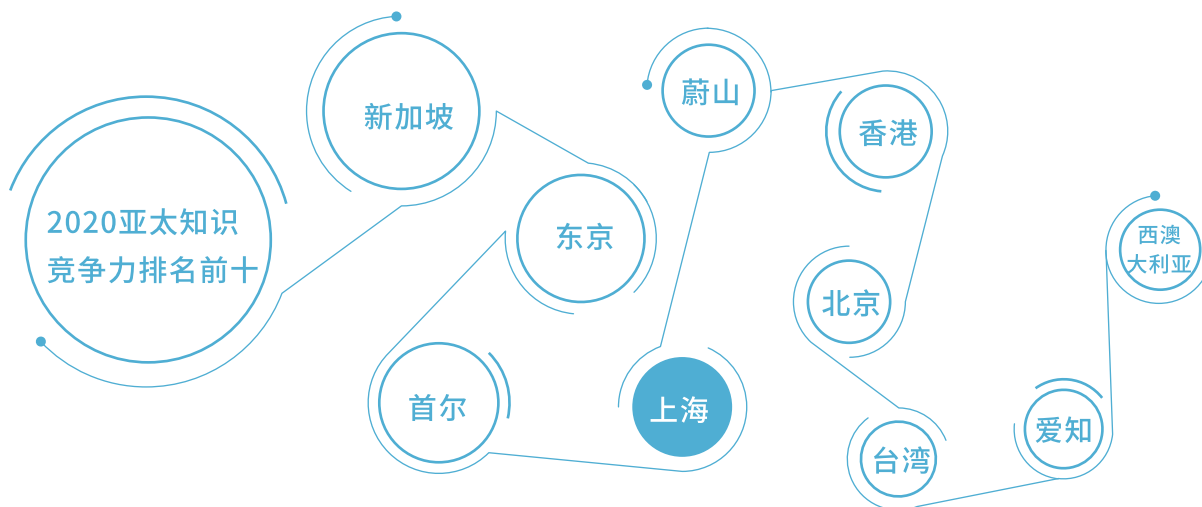 2020亚太知识
竞争力排名前十
新加坡
东京
首尔
上海
蔚山
香港
北京
台湾
爱知
西澳
大利亚